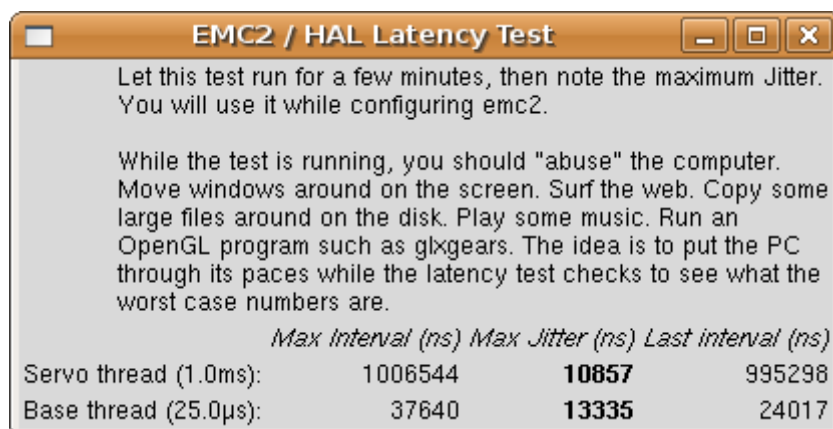 EMC2 / HAL Latency Test
Let this test run for a few minutes, then note the maximum Jitter.
You will use it while configuring emc2.
While the test is running, you should "abuse" the computer.
Move windows around on the screen. Surf the web. Copy some
large files around on the disk. Play some music. Run an
OpenGL program such as glxgears. The idea is to put the PC
through its paces while the latency test checks to see what the
worst case numbers are.
Max Interval (ns) Max Jitter (ns) Last interval (ns)
Servo thread (1.0ms): 1006544 10857 995298
Base thread (25.0µs): 37640 13335 24017